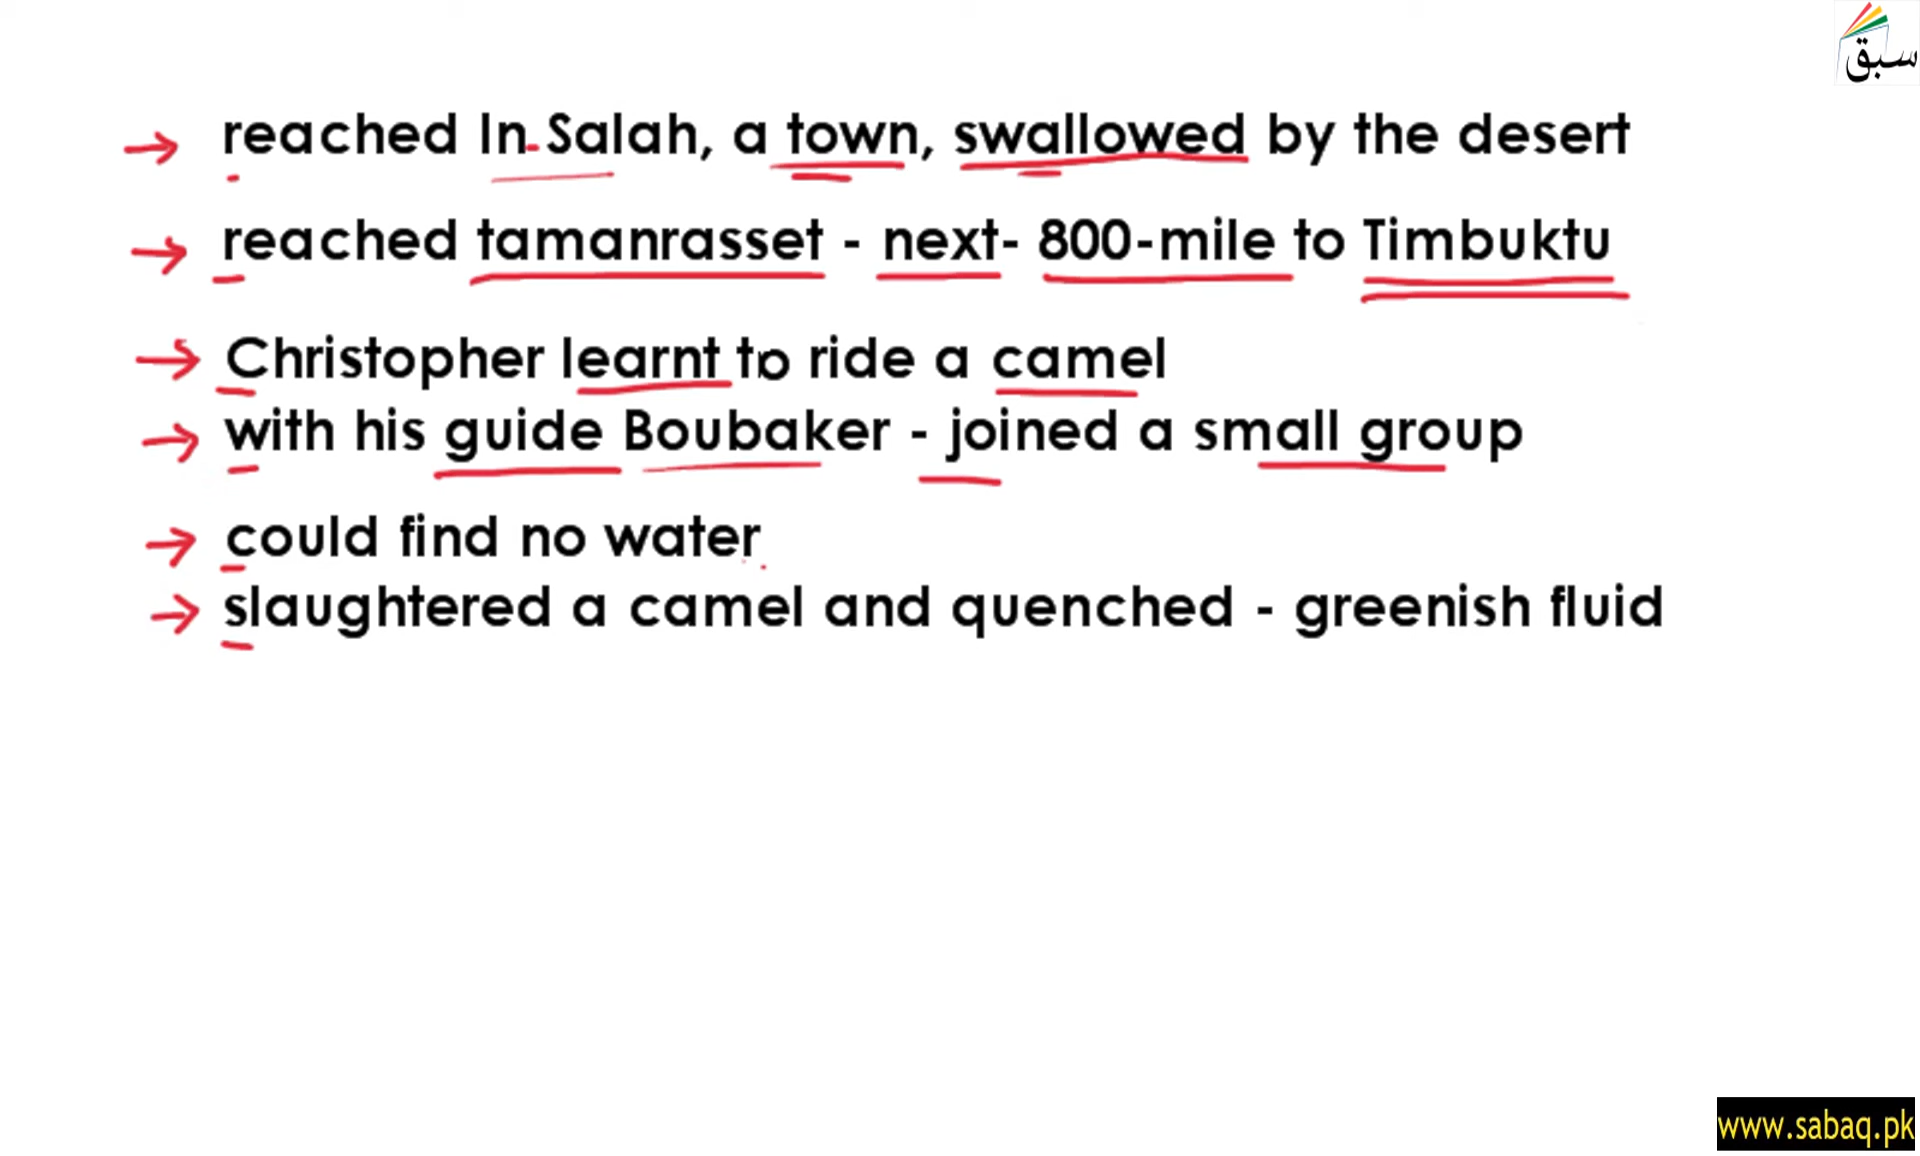 سبق
reached In-Salah, a town, swallowed by the desert
reached tamanrasset - next- 800-mile to Timbuktu
Christopher learnt to ride a camel
with his guide Boubaker - joined a small group
could find no water
slaughtered a camel and quenched - greenish fluid
www.sabaq.pk